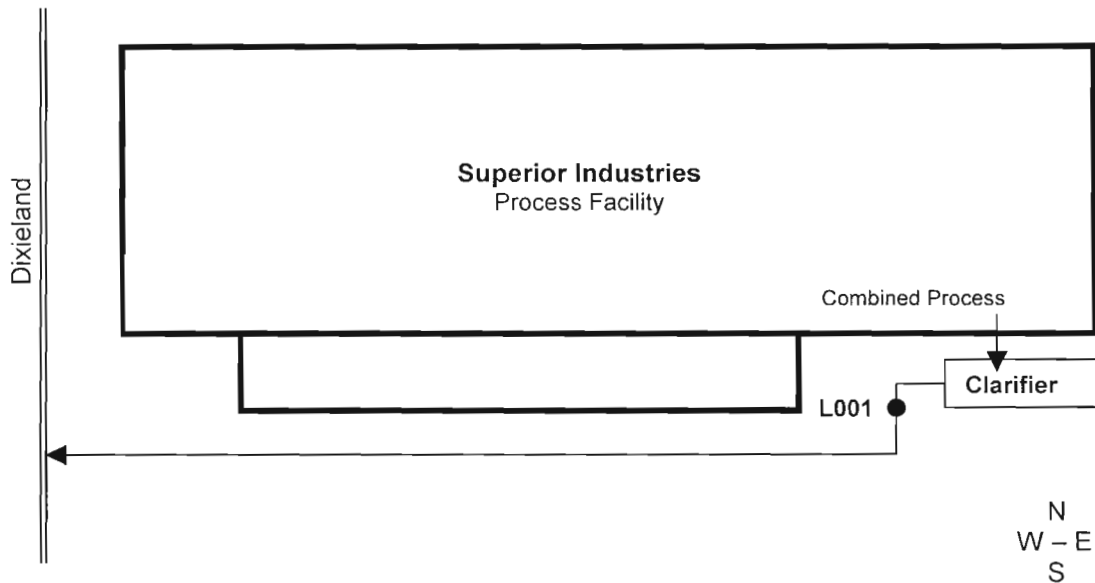 Dixieland
Superior Industries
Process Facility
Combined Process
Clarifier
L001
N
W – E
S